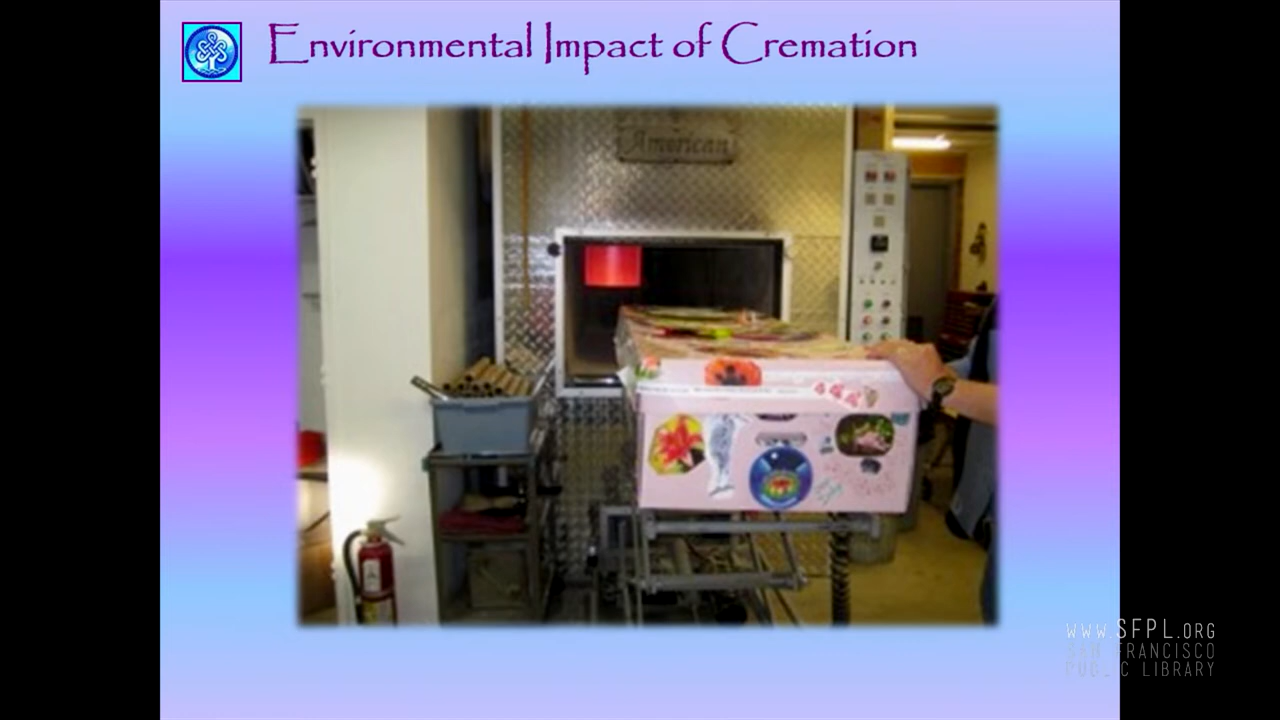 Environmental Impact of Cremation
American
www.SFPL.ORG
SAN FRANCISCO
PUBLIC LIBRARY